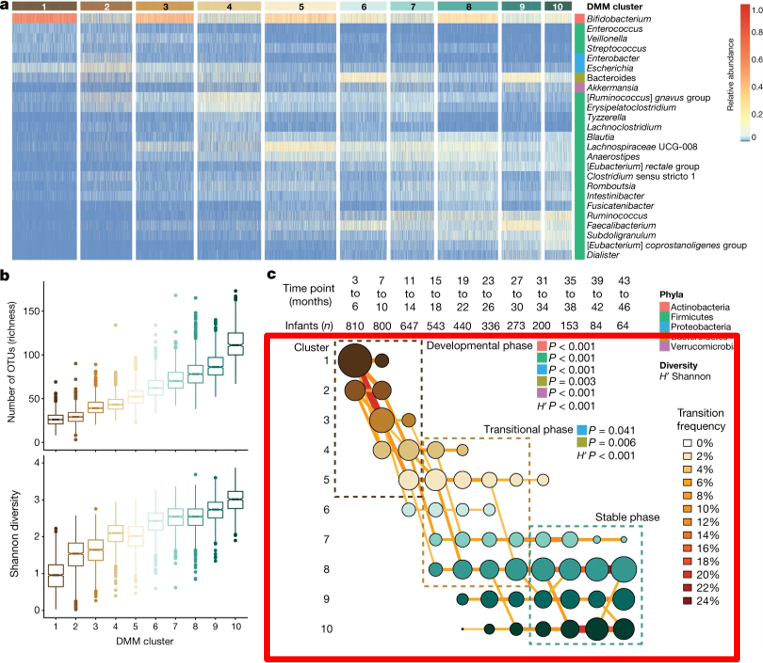 a
1 2 3 4 5 6 7 8 9 10 DMM cluster
Bifidobacterium
Enterococcus
Veillonella
Streptococcus
Enterobacter
Escherichia
Bacteroides
Akkermansia
[Ruminococcus] gnavus group
Erysipelatoclostridium
Tyzzerella
Lachnoclostridium
Blautia
Lachnospiraceae UCG-008
Anaerostipes
[Eubacterium] rectale group
Clostridium sensu stricto 1
Romboutsia
Intestinibacter
Fusicatenibacter
Ruminococcus
Faecalibacterium
Subdoligranulum
[Eubacterium] coprostanoligenes group
Dialister
Relative abundance
1.0
0.8
0.6
0.4
0.2
0
b
Number of OTUs (richness)
150
100
50
0
Shannon diversity
4
3
2
1
0
1 2 3 4 5 6 7 8 9 10
DMM cluster
c
Time point
(months)
3 7 11 15 19 23 27 31 35 39 43
to to to to to to to to to to to
6 10 14 18 22 26 30 34 38 42 46
Infants (n) 810 800 647 543 440 336 273 200 153 84 64
Cluster
1
2
3
4
5
6
7
8
9
10
Developmental phase
P < 0.001
P < 0.001
P < 0.001
P = 0.003
P < 0.001
H′ P < 0.001
Transitional phase
P = 0.041
P = 0.006
H′ P < 0.001
Stable phase
Phyla
Actinobacteria
Firmicutes
Proteobacteria
Verrucomicrobia
Diversity
H′ Shannon
Transition
frequency
0%
2%
4%
6%
8%
10%
12%
14%
16%
18%
20%
22%
24%